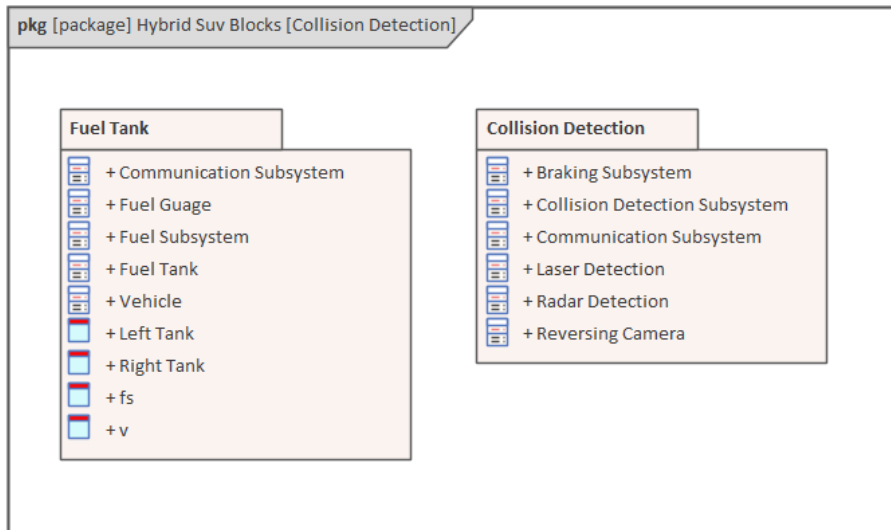 pkg [package] Hybrid Suv Blocks [Collision Detection]
Fuel Tank
+ Communication Subsystem
+ Fuel Guage
+ Fuel Subsystem
+ Fuel Tank
+ Vehicle
+ Left Tank
+ Right Tank
+ fs
+ v
Collision Detection
+ Braking Subsystem
+ Collision Detection Subsystem
+ Communication Subsystem
+ Laser Detection
+ Radar Detection
+ Reversing Camera